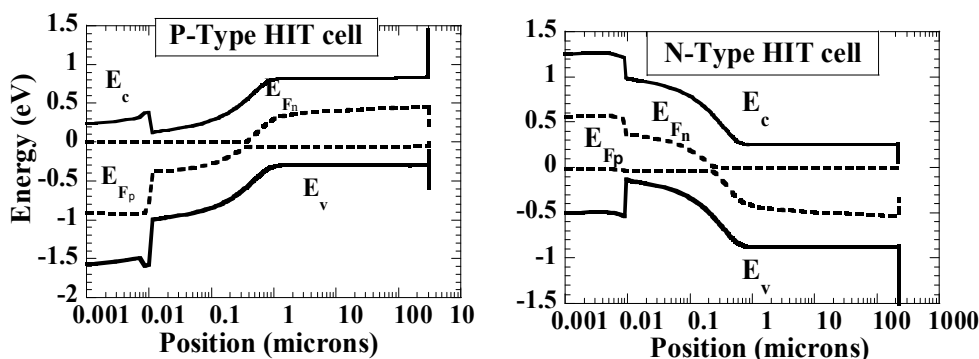 P-Type HIT cell
1.5
1
0.5
0
-0.5
-1
-1.5
-2
Energy (eV)
E_c
E_Fn
E_Fp
E_v
0.001 0.01 0.1 1 10 100 10
Position (microns)
N-Type HIT cell
1.5
1
0.5
0
-0.5
-1
-1.5
E_c
E_Fn
E_Fp
E_v
0.001 0.01 0.1 1 10 100 1000
Position (microns)